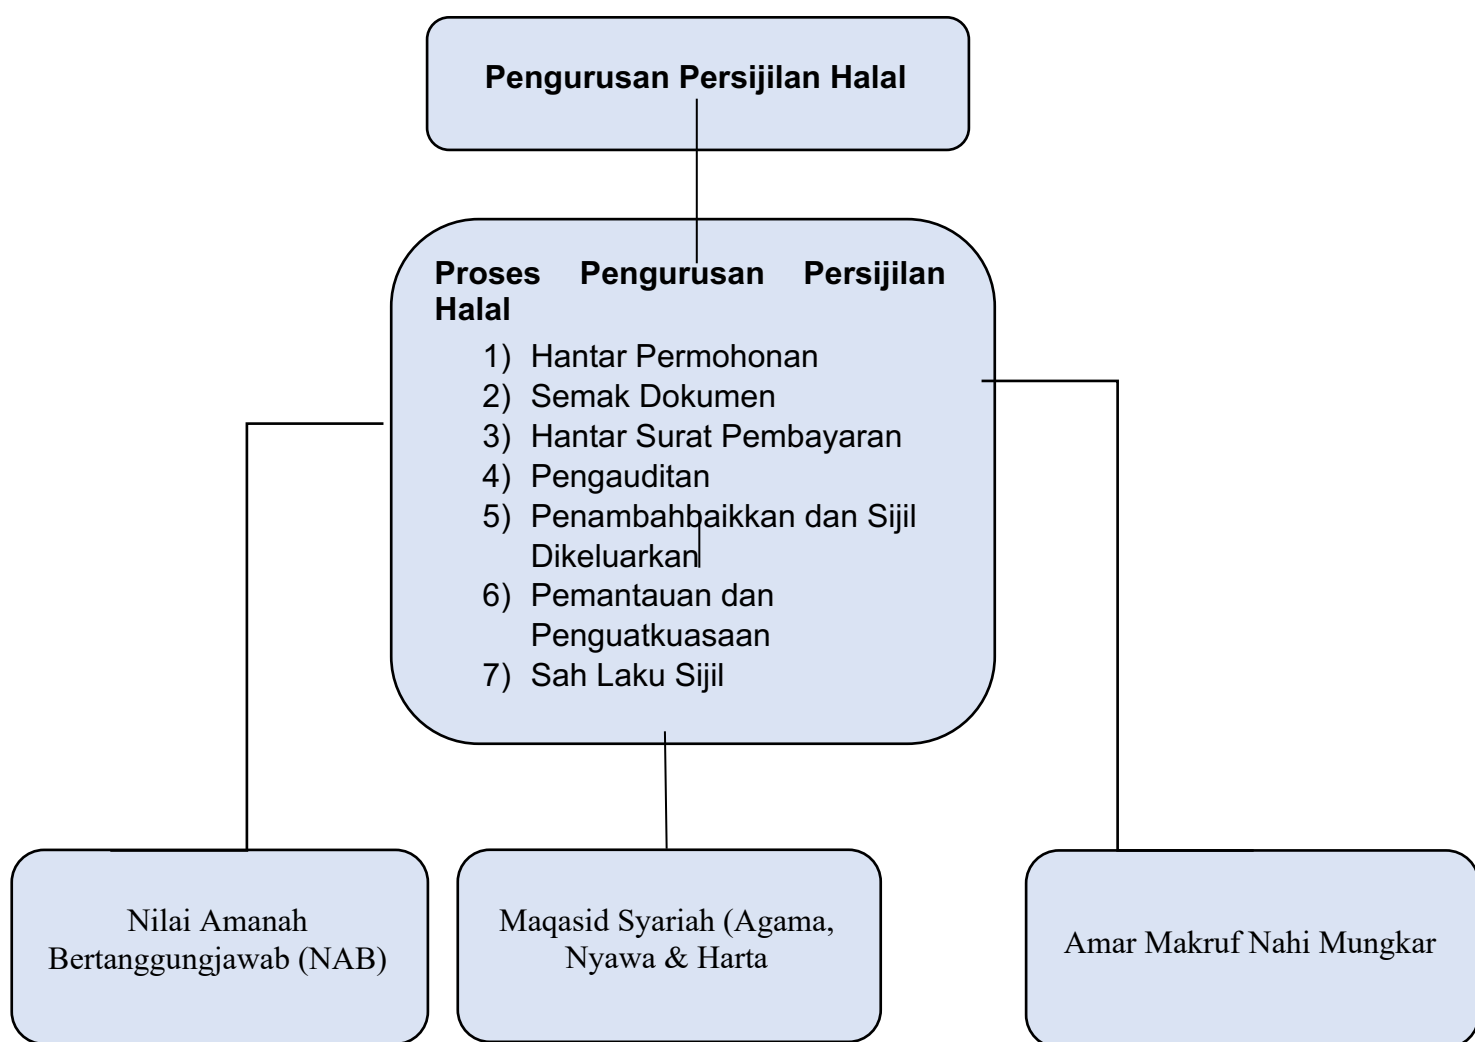 Pengurusan Persijilan Halal
Proses Pengurusan Persijilan
Halal
1) Hantar Permohonan
2) Semak Dokumen
3) Hantar Surat Pembayaran
4) Pengauditan
5) Penambahbaikkan dan Sijil
Dikeluarkan
6) Pemantauan dan
Penguatkuasaan
7) Sah Laku Sijil
Nilai Amanah
Bertanggungjawab (NAB)
Maqasid Syariah (Agama,
Nyawa & Harta
Amar Makruf Nahi Mungkar